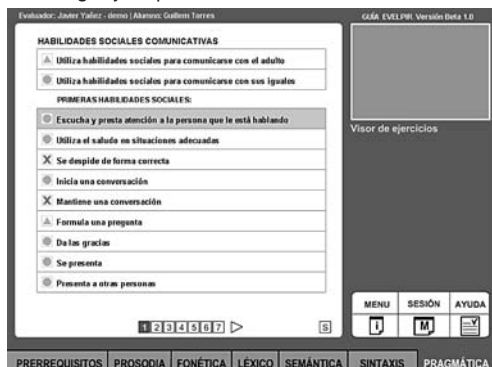 Evaluador: Javier Yañez - demo | Alumno: Guillem Torres
GUÍA EVELPIR. Versión Beta 1.0
HABILIDADES SOCIALES COMUNICATIVAS
Utiliza habilidades sociales para comunicarse con el adulto
Utiliza habilidades sociales para comunicarse con sus iguales
PRIMERAS HABILIDADES SOCIALES:
Escucha y presta atención a la persona que le está hablando
Utiliza el saludo en situaciones adecuadas
X Se despide de forma correcta
Inicia una conversación
X Mantiene una conversación
Formula una pregunta
Da las gracias
Se presenta
Presenta a otras personas
1 2 3 4 5 6 7
S
Visor de ejercicios
MENU SESIÓN AYUDA
i M
PRERREQUISITOS PROSODIA FONÉTICA LÉXICO SEMÁNTICA SINTAXIS PRAGMÁTICA